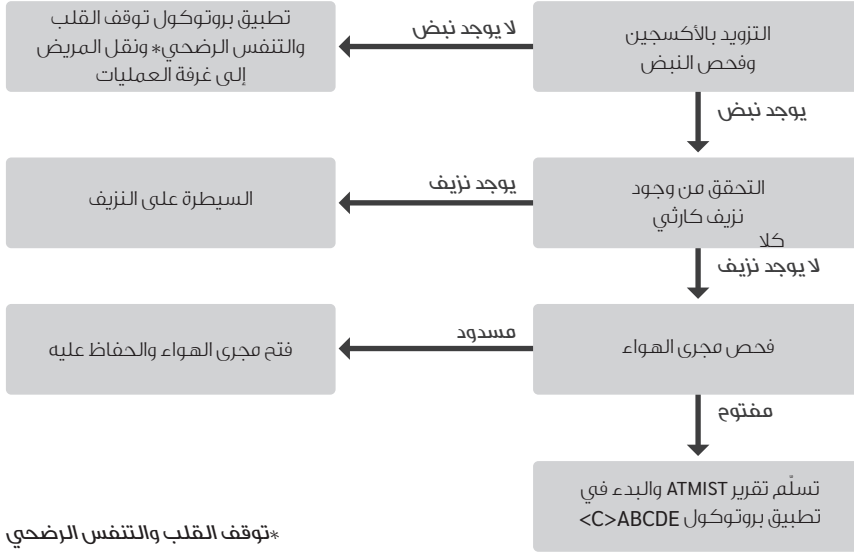 التزويد بالأكسجين
وفحص النبض
لا يوجد نبض
تطبيق بروتوكول توقف القلب
والتنفس الرضحي* ونقل المريض
إلى غرفة العمليات
يوجد نبض
التحقق من وجود
نزيف كارثي
يوجد نزيف
السيطرة على النزيف
كلا
لا يوجد نزيف
فحص مجرى الهواء
مسدود
فتح مجرى الهواء والحفاظ عليه
مفتوح
تسلّم تقرير ATMIST والبدء في
تطبيق بروتوكول <C>ABCDE
*توقف القلب والتنفس الرضحي